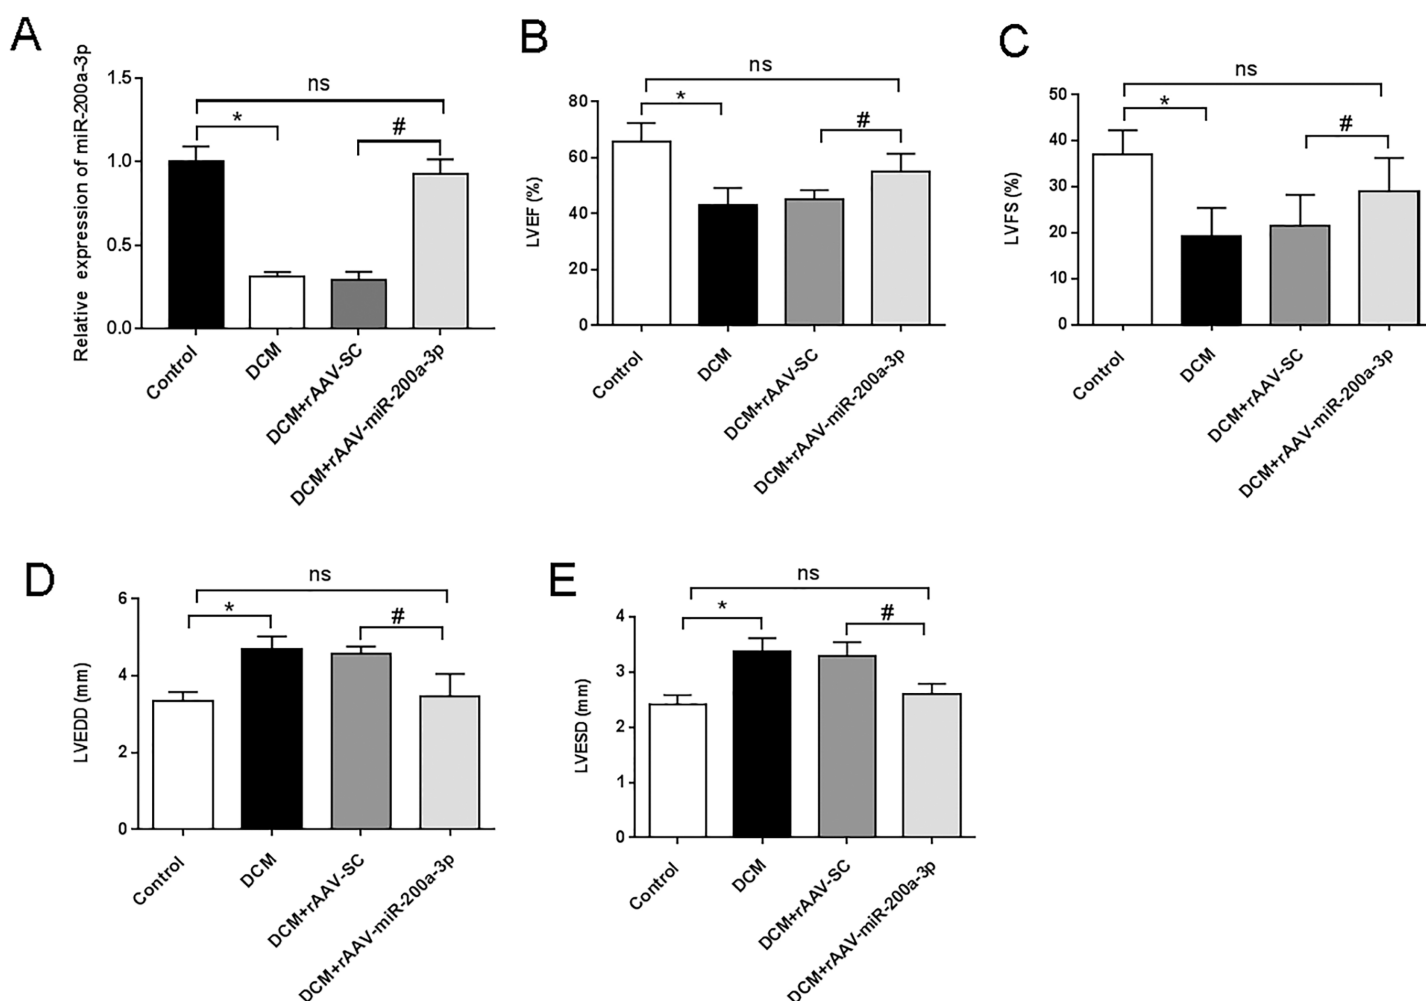 A
Relative expression of miR-200a-3p
1.5
1.0
0.5
0.0
ns
*
#
Control
DCM
DCM+rAAV-SC
DCM+rAAV-miR-200a-3p
B
LVEF (%)
80
60
40
20
0
ns
*
#
Control
DCM
DCM+rAAV-SC
DCM+rAAV-miR-200a-3p
C
LVFS (%)
50
40
30
20
10
0
ns
*
#
Control
DCM
DCM+rAAV-SC
DCM+rAAV-miR-200a-3p
D
LVEDD (mm)
6
4
2
0
ns
*
#
Control
DCM
DCM+rAAV-SC
DCM+rAAV-miR-200a-3p
E
LVESD (mm)
4
3
2
1
0
ns
*
#
Control
DCM
DCM+rAAV-SC
DCM+rAAV-miR-200a-3p